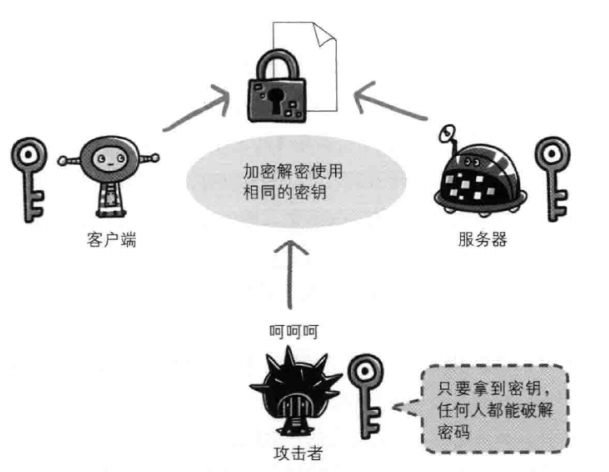 加密解密使用
相同的密钥
客户端
服务器
呵呵呵
只要拿到密钥，
任何人都能破解
密码
攻击者